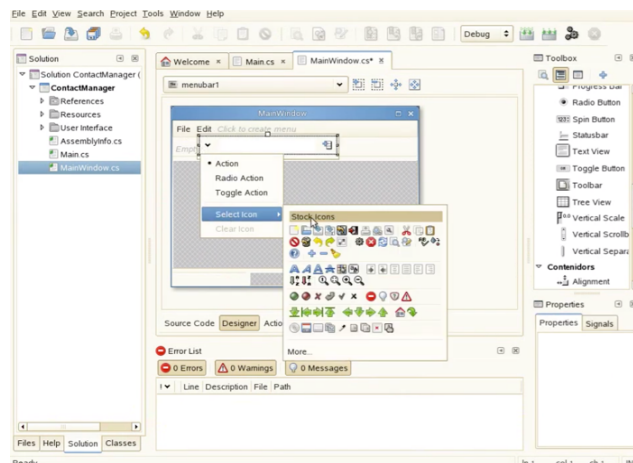 File Edit View Search Project Tools Window Help
Debug
Solution
Solution ContactManager (
ContactManager
References
Resources
User Interface
AssemblyInfo.cs
Main.cs
MainWindow.cs
Files Help Solution Classes
Ready
Welcome
Main.cs
MainWindow.cs*
menubar1
MainWindow
File Edit Click to create menu
Action
Radio Action
Toggle Action
Select Icon
Clear Icon
Stock Icons
More...
Source Code Designer
Error List
0 Errors 0 Warnings 0 Messages
! Line Description File Path
Toolbox
Progress Bar
Radio Button
Spin Button
Statusbar
Text View
Toggle Button
Toolbar
Tree View
Vertical Scale
Vertical Scrollb
Vertical Separa
Contenidors
Alignment
Properties
Properties Signals